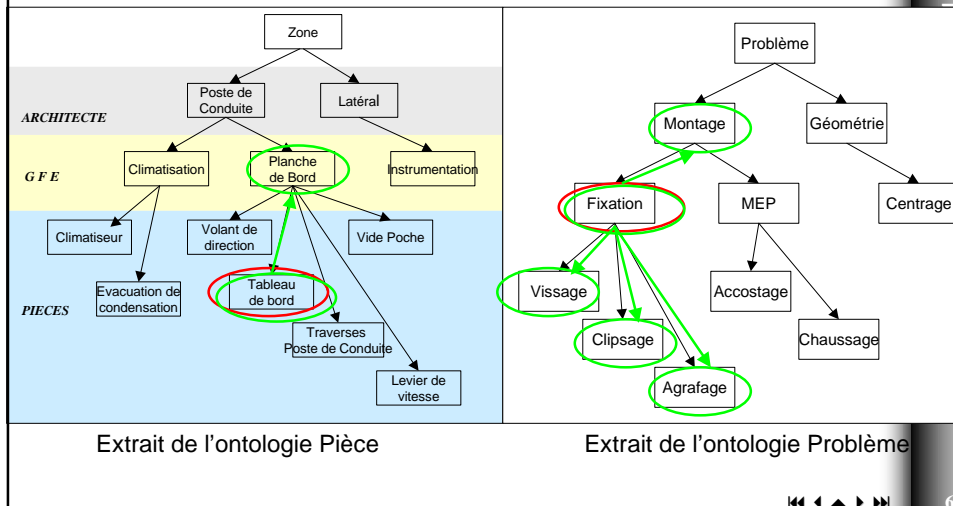 Zone
Poste de
Conduite
Latéral
ARCHITECTE
G F E
Climatisation
Planche
de Bord
Instrumentation
Climatiseur
Volant de
direction
Vide Poche
Evacuation de
condensation
Tableau
de bord
PIECES
Traverses
Poste de Conduite
Levier de
vitesse
Extrait de l'ontologie Pièce
Problème
Montage
Géométrie
Fixation
MEP
Centrage
Vissage
Accostage
Clipsage
Chaussage
Agrafage
Extrait de l'ontologie Problème